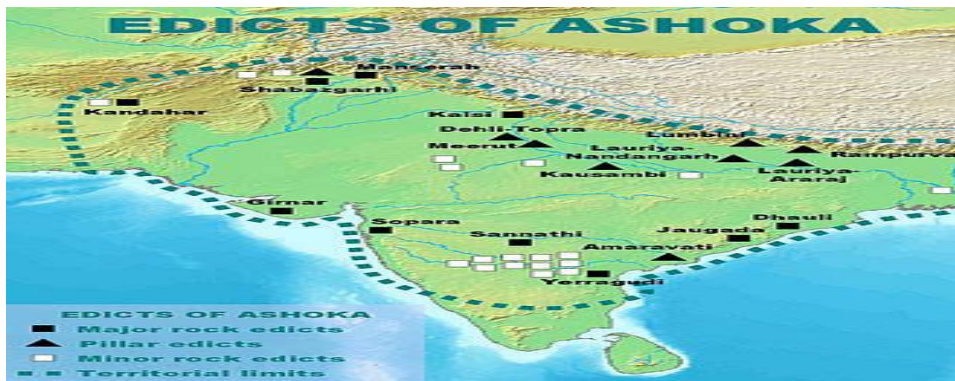 EDICTS OF ASHOKA
Mansehrah
Shabazgarhi
Kandahar
Kalsi
Dehli-Topra
Meerut
Lumbini
Lauriya-
Nandangarh
Rampurva
Kausambi
Lauriya-
Araraj
Girnar
Sopara
Sannathi
Dhauli
Jaugada
Amaravati
Yerragudi
EDICTS OF ASHOKA
Major rock edicts
Pillar edicts
Minor rock edicts
Territorial limits